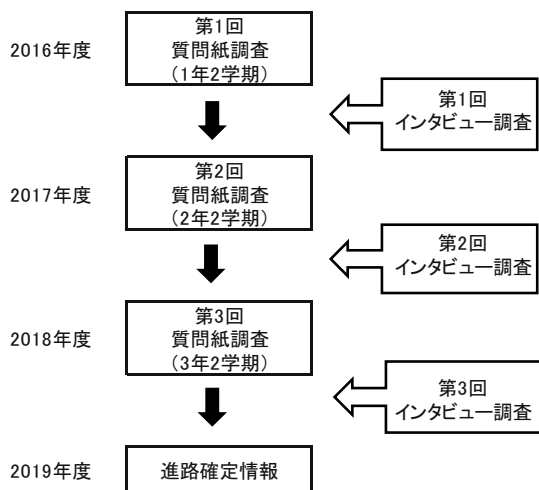 2016年度
第1回
質問紙調査
(1年2学期)
第1回
インタビュー調査
2017年度
第2回
質問紙調査
(2年2学期)
第2回
インタビュー調査
2018年度
第3回
質問紙調査
(3年2学期)
第3回
インタビュー調査
2019年度
進路確定情報